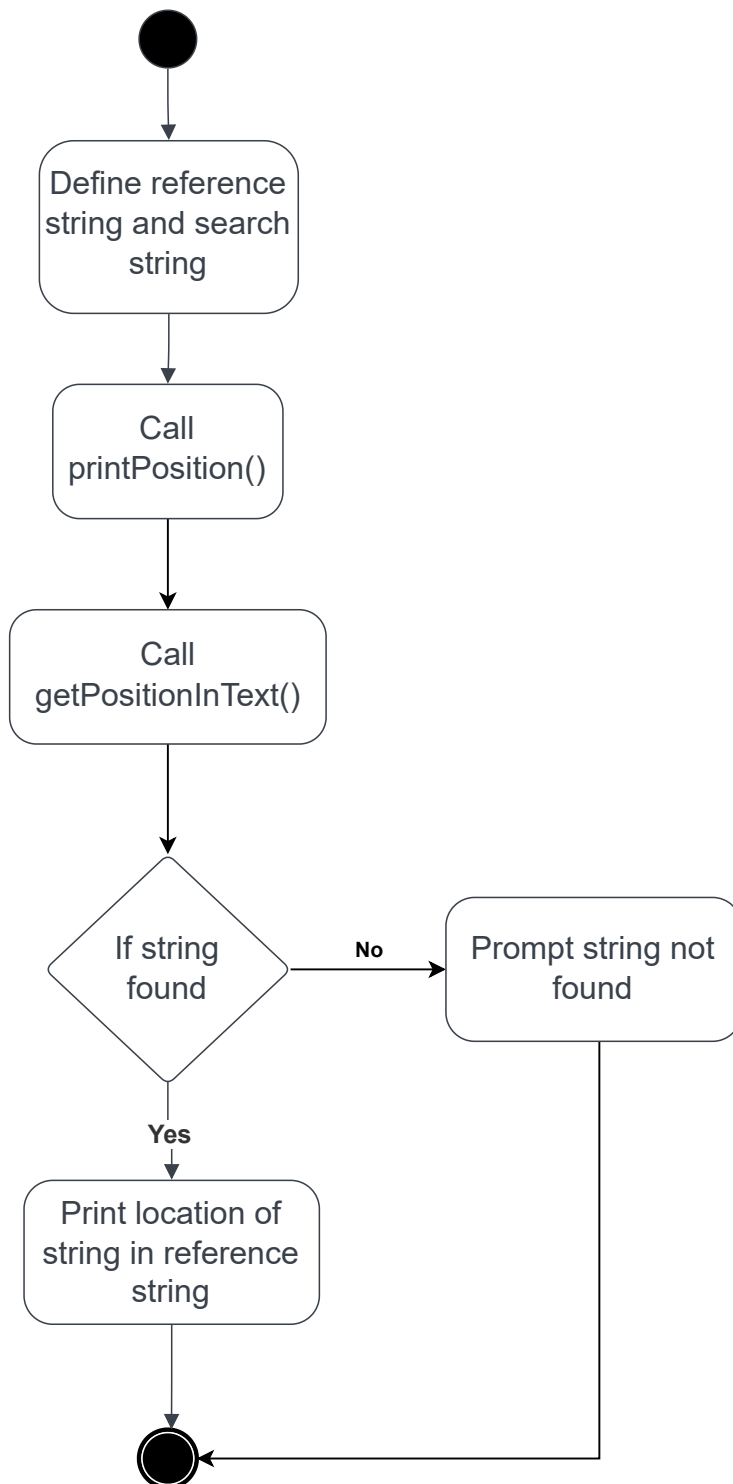 Define reference
string and search
string
Call
printPosition()
Call
getPositionInText()
If string
found
No
Prompt string not
found
Yes
Print location of
string in reference
string